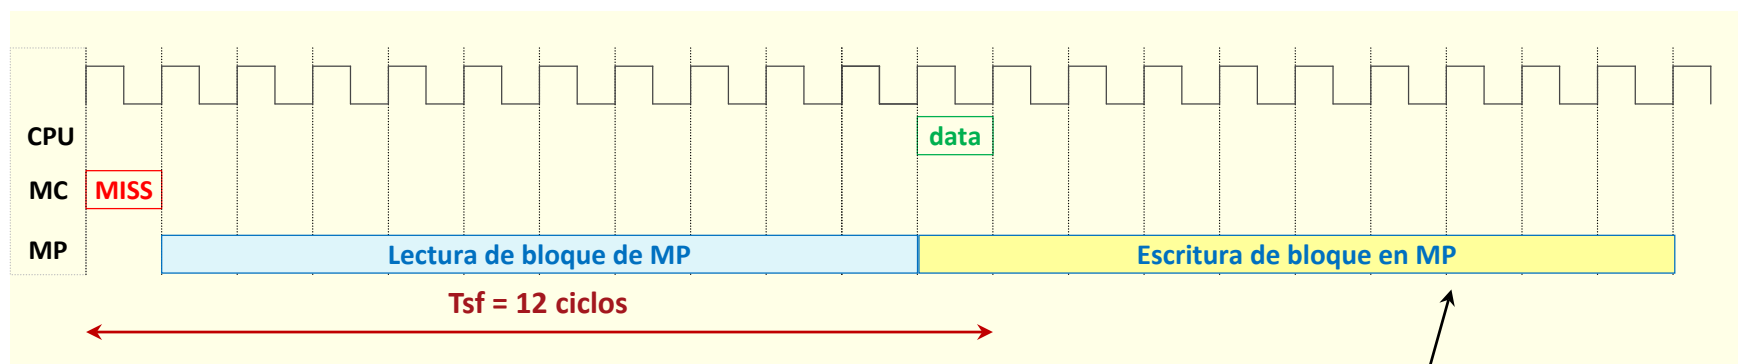 CPU
data
MC
MISS
MP
Lectura de bloque de MP
Escritura de bloque en MP
Tsf = 12 ciclos